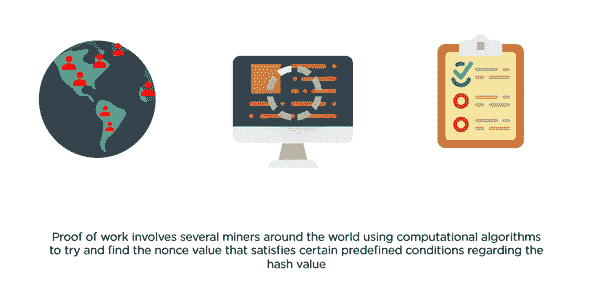 Proof of work involves several miners around the world using computational algorithms
to try and find the nonce value that satisfies certain predefined conditions regarding the
hash value